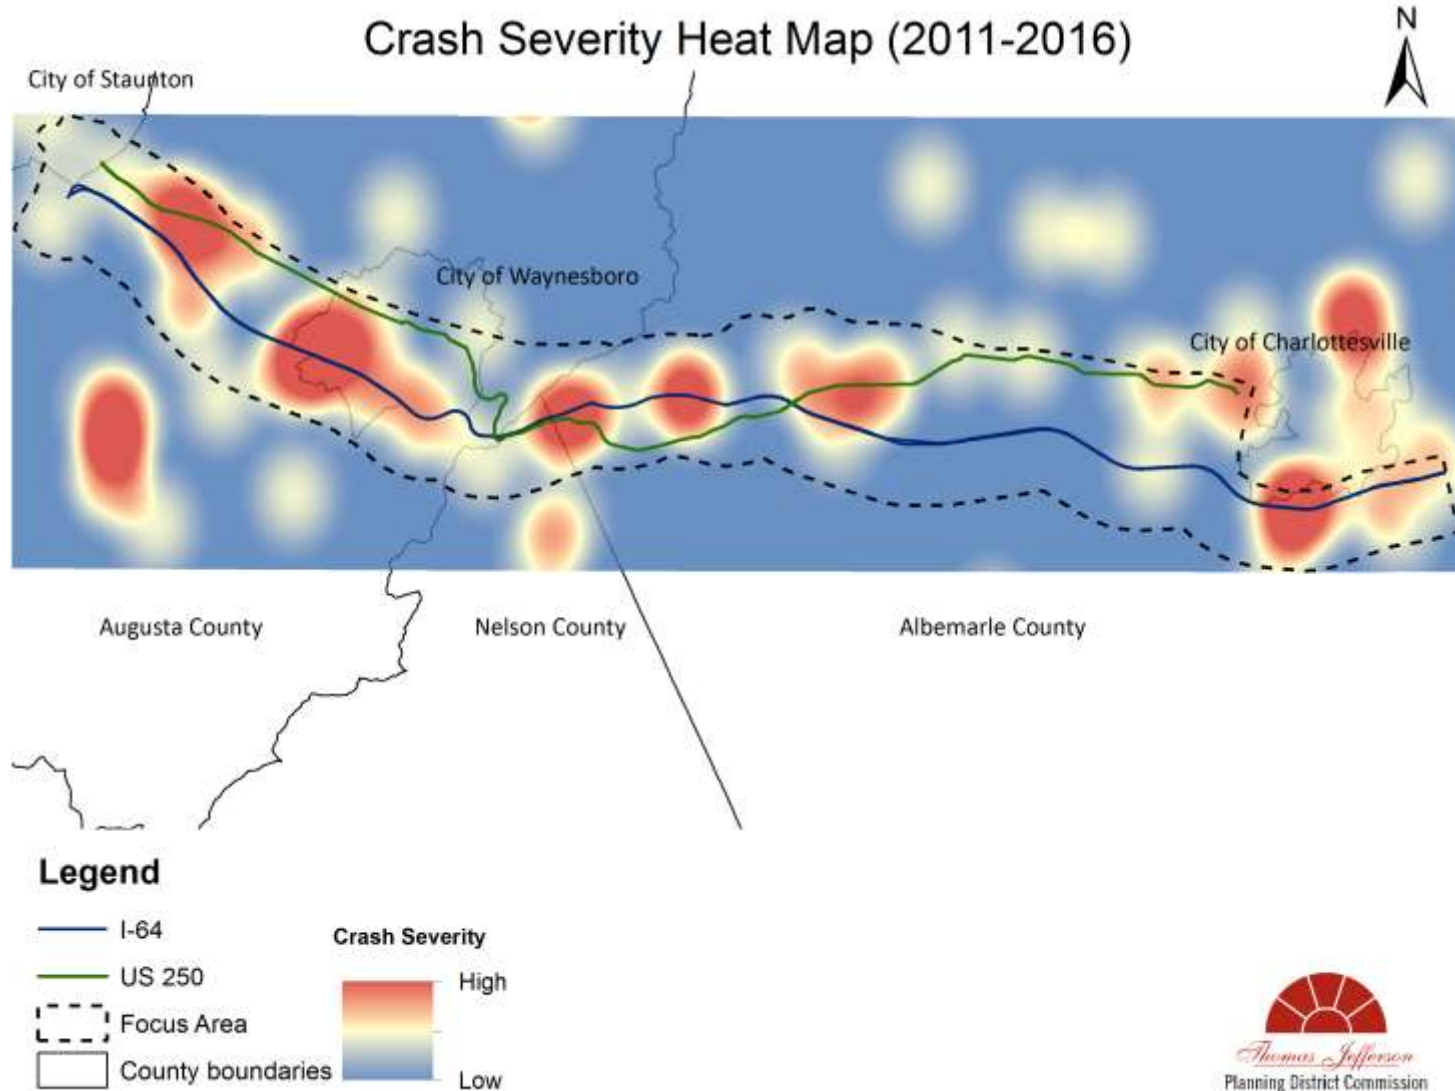 Crash Severity Heat Map (2011-2016)
N
City of Staunton
City of Waynesboro
City of Charlottesville
Augusta County
Nelson County
Albemarle County
Legend
I-64
US 250
Focus Area
County boundaries
Crash Severity
High
Low
Thomas Jefferson
Planning District Commission